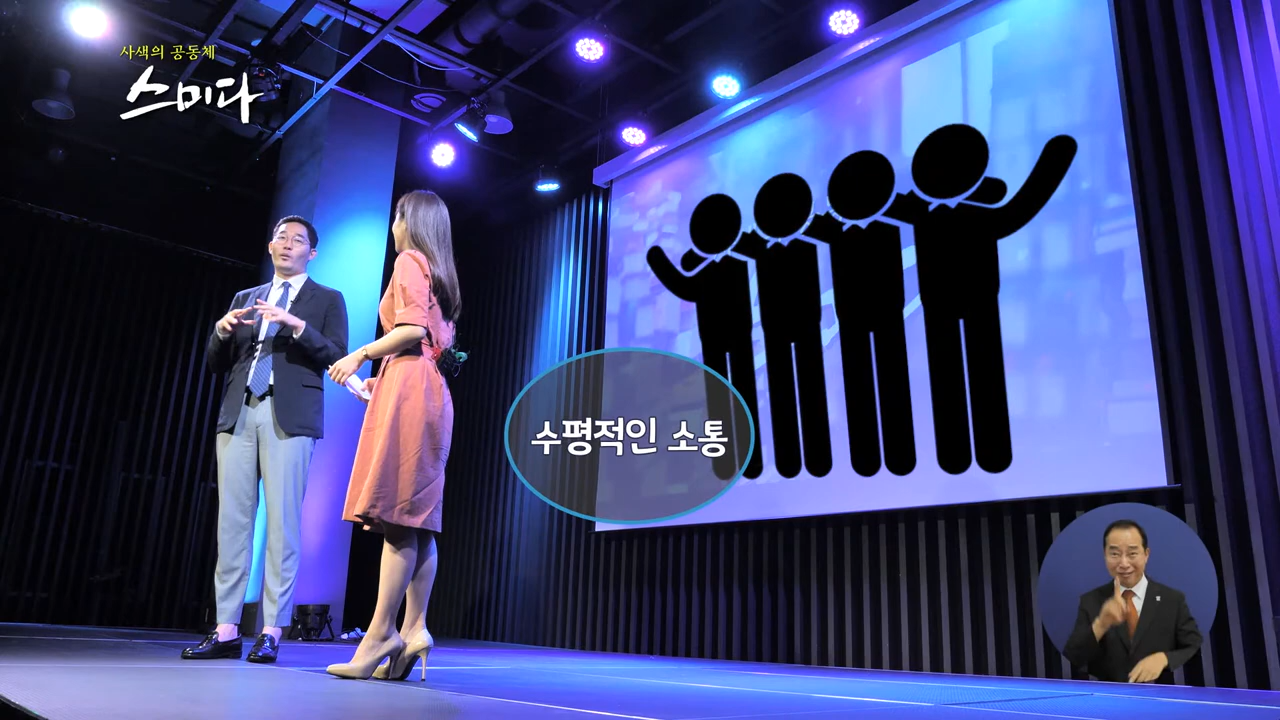 사색의 공동체
스미다
수평적인 소통